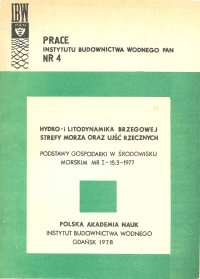 IBW
PAN
PRACE
INSTYTUTU BUDOWNICTWA WODNEGO PAN
NR 4
HYDRO- I LITODYNAMIKA BRZEGOWEJ
STREFY MORZA ORAZ UJŚĆ RZECZNYCH
PODSTAWY GOSPODARKI W ŚRODOWISKU
MORSKIM MR I-15.3-1977
POLSKA AKADEMIA NAUK
INSTYTUT BUDOWNICTWA WODNEGO
GDAŃSK 1978